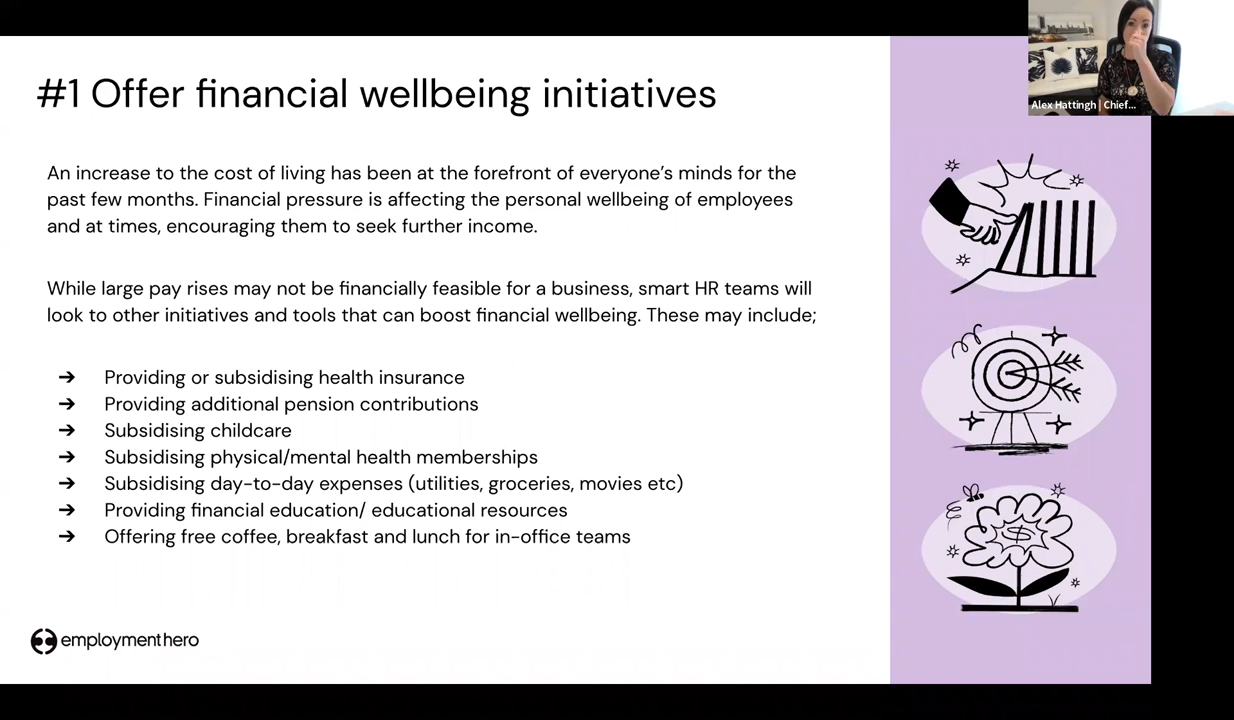 #1 Offer financial wellbeing initiatives
Alex Hattingh | Chief...
An increase to the cost of living has been at the forefront of everyone’s minds for the
past few months. Financial pressure is affecting the personal wellbeing of employees
and at times, encouraging them to seek further income.
While large pay rises may not be financially feasible for a business, smart HR teams will
look to other initiatives and tools that can boost financial wellbeing. These may include;
➔ Providing or subsidising health insurance
➔ Providing additional pension contributions
➔ Subsidising childcare
➔ Subsidising physical/mental health memberships
➔ Subsidising day-to-day expenses (utilities, groceries, movies etc)
➔ Providing financial education/ educational resources
➔ Offering free coffee, breakfast and lunch for in-office teams
$
employmenthero